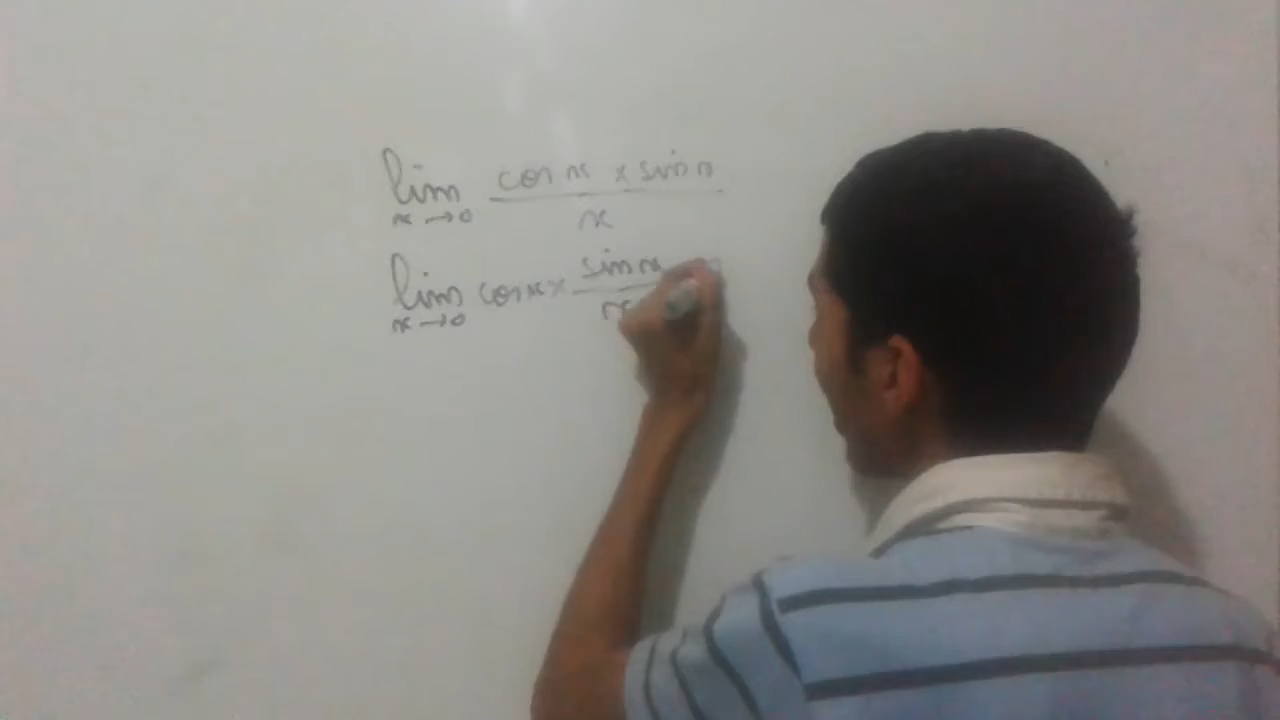 lim x→0 cos x × sin x / x
lim x→0 cos x × sin x / x